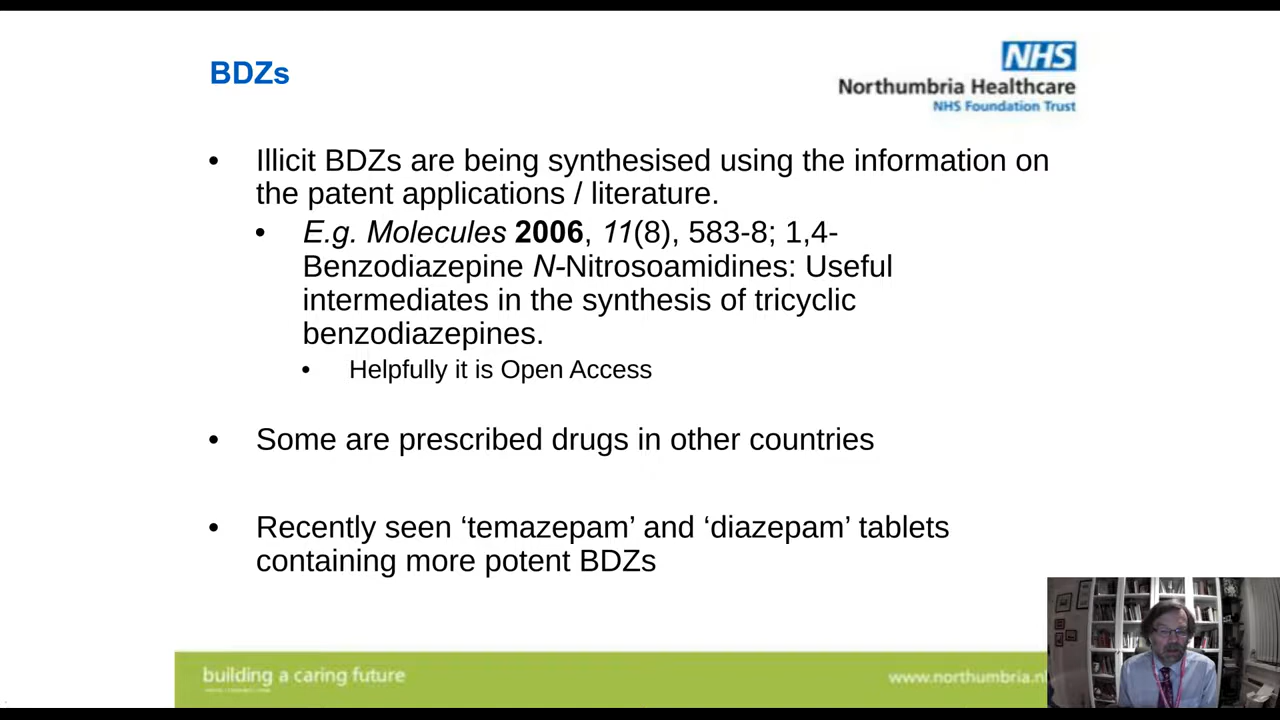 BDZs
NHS
Northumbria Healthcare
NHS Foundation Trust
• Illicit BDZs are being synthesised using the information on
the patent applications / literature.
• E.g. Molecules 2006, 11(8), 583-8; 1,4-
Benzodiazepine N-Nitrosoamidines: Useful
intermediates in the synthesis of tricyclic
benzodiazepines.
• Helpfully it is Open Access
• Some are prescribed drugs in other countries
• Recently seen ‘temazepam’ and ‘diazepam’ tablets
containing more potent BDZs
building a caring future
www.northumbria.n